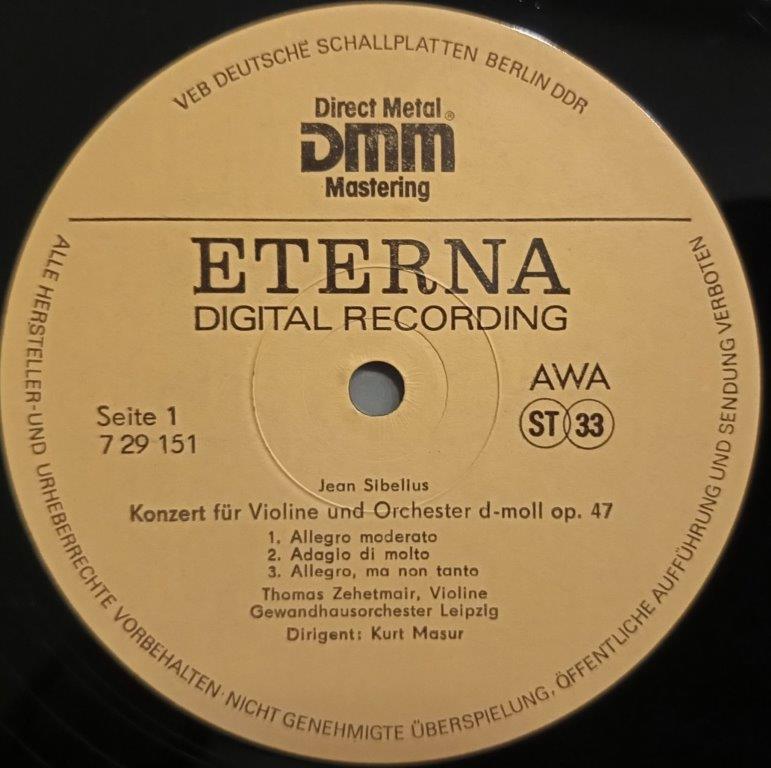 VEB DEUTSCHE SCHALLPLATTEN BERLIN DDR
Direct Metal ®
DMM
Mastering
ETERNA
DIGITAL RECORDING
AWA
ST 33
Seite 1
7 29 151
Jean Sibelius
Konzert für Violine und Orchester d-moll op. 47
1. Allegro moderato
2. Adagio di molto
3. Allegro, ma non tanto
Thomas Zehetmair, Violine
Gewandhausorchester Leipzig
Dirigent: Kurt Masur
ALLE HERSTELLER-UND URHEBERRECHTE VORBEHALTEN·NICHT GENEHMIGTE ÜBERSPIELUNG, ÖFFENTLICHE AUFFÜHRUNG UND SENDUNG VERBOTEN